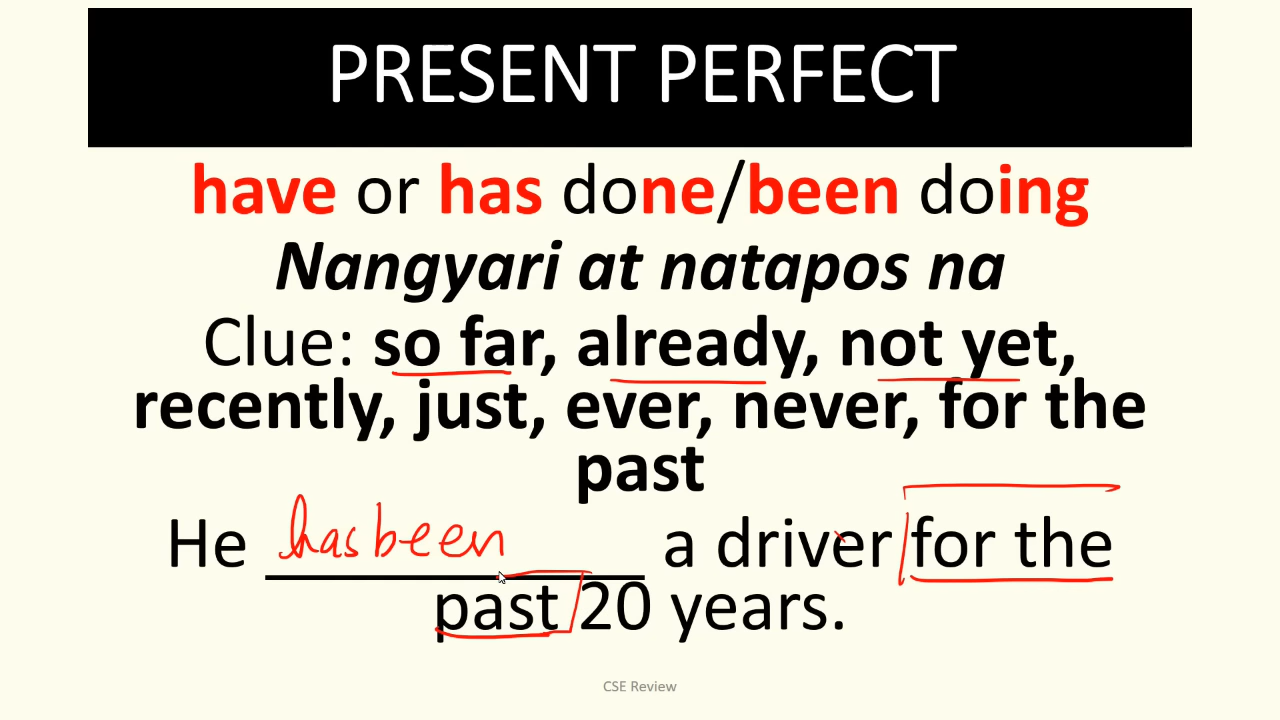 PRESENT PERFECT
have or has done/been doing
Nangyari at natapos na
Clue: so far, already, not yet,
recently, just, ever, never, for the
past
He has been a driver for the
past 20 years.
CSE Review